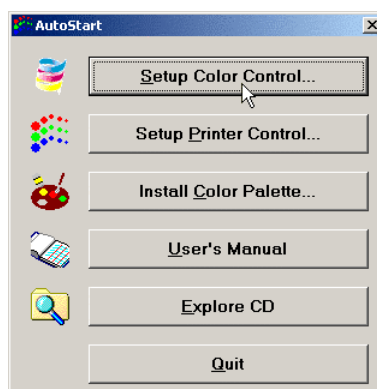 AutoStart
Setup Color Control...
Setup Printer Control...
Install Color Palette...
User's Manual
Explore CD
Quit